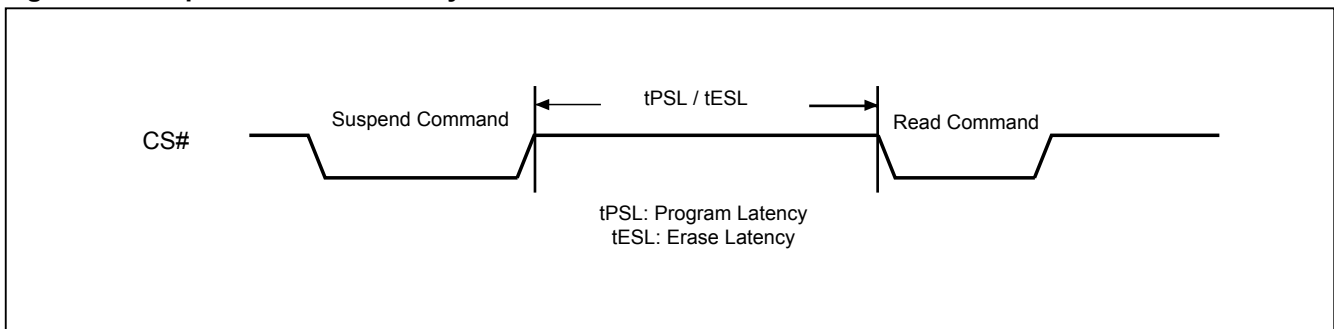 tPSL / tESL
Suspend Command
Read Command
CS#
tPSL: Program Latency
tESL: Erase Latency